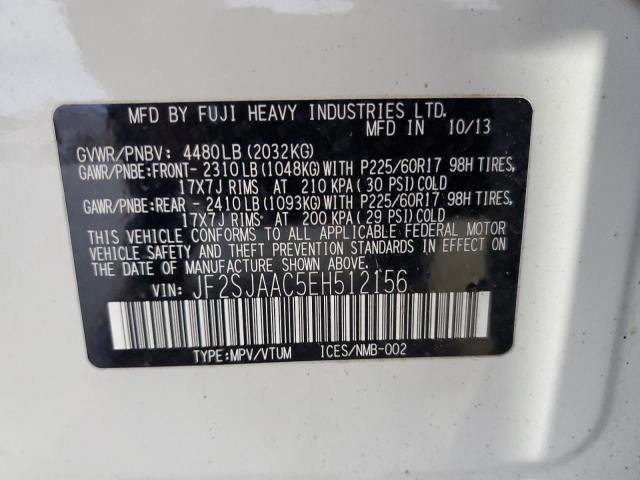 MFD BY FUJI HEAVY INDUSTRIES LTD.
MFD IN 10/13
GVWR/PNBV: 4480LB(2032KG)
GAWR/PNBE:FRONT- 2310LB(1048KG)WITH P225/60R17 98H TIRES,
17X7J RIMS AT 210 KPA(30 PSI)COLD
GAWR/PNBE:REAR - 2410LB(1093KG)WITH P225/60R17 98H TIRES,
17X7J RIMS AT 200 KPA(29 PSI)COLD
THIS VEHICLE CONFORMS TO ALL APPLICABLE FEDERAL MOTOR
VEHICLE SAFETY AND THEFT PREVENTION STANDARDS IN EFFECT ON
THE DATE OF MANUFACTURE SHOWN ABOVE.
VIN: JF2SJAAC5EH512156
TYPE:MPV/VTUM ICES/NMB-002